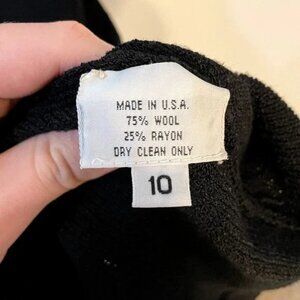 MADE IN U.S.A.
75% WOOL
25% RAYON
DRY CLEAN ONLY
10